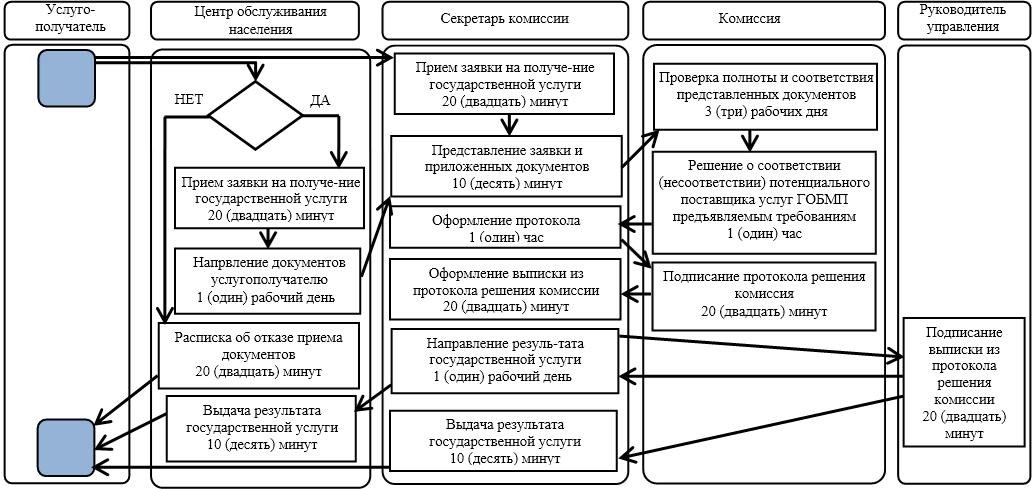 Услуго-
получатель
Центр обслуживания
населения
Секретарь комиссии
Комиссия
Руководитель
управления
НЕТ
ДА
Прием заявки на получе-ние
государственной услуги
20 (двадцать) минут
Напрвление документов
услугополучателю
1 (один) рабочий день
Расписка об отказе приема
документов
20 (двадцать) минут
Выдача результата
государственной услуги
10 (десять) минут
Прием заявки на получе-ние
государственной услуги
20 (двадцать) минут
Представление заявки и
приложенных документов
10 (десять) минут
Оформление протокола
1 (один) час
Оформление выписки из
протокола решения комиссии
20 (двадцать) минут
Направление резуль-тата
государственной услуги
1 (один) рабочий день
Выдача результата
государственной услуги
10 (десять) минут
Проверка полноты и соответствия
представленных документов
3 (три) рабочих дня
Решение о соответствии
(несоответствии) потенциального
поставщика услуг ГОБМП
предъявляемым требованиям
1 (один) час
Подписание протокола решения
комиссия
20 (двадцать) минут
Подписание
выписки из
протокола
решения
комиссии
20 (двадцать)
минут